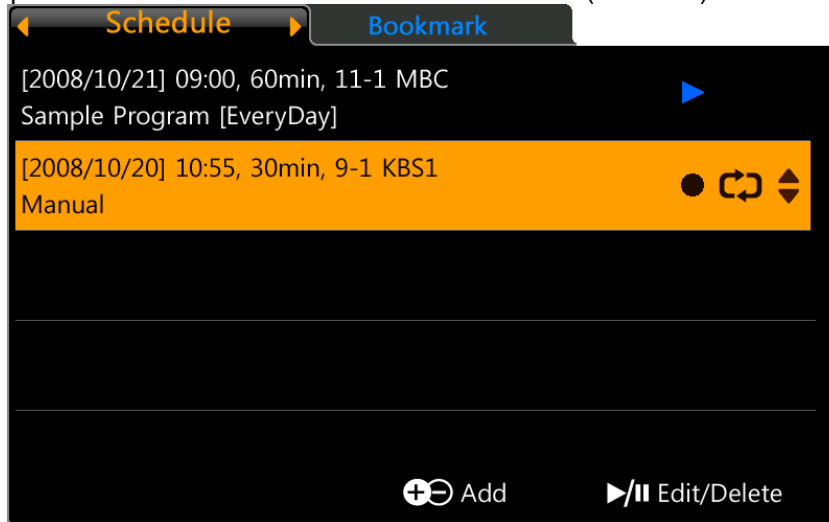 Schedule
Bookmark
[2008/10/21] 09:00, 60min, 11-1 MBC
Sample Program [EveryDay]
[2008/10/20] 10:55, 30min, 9-1 KBS1
Manual
Add
Edit/Delete